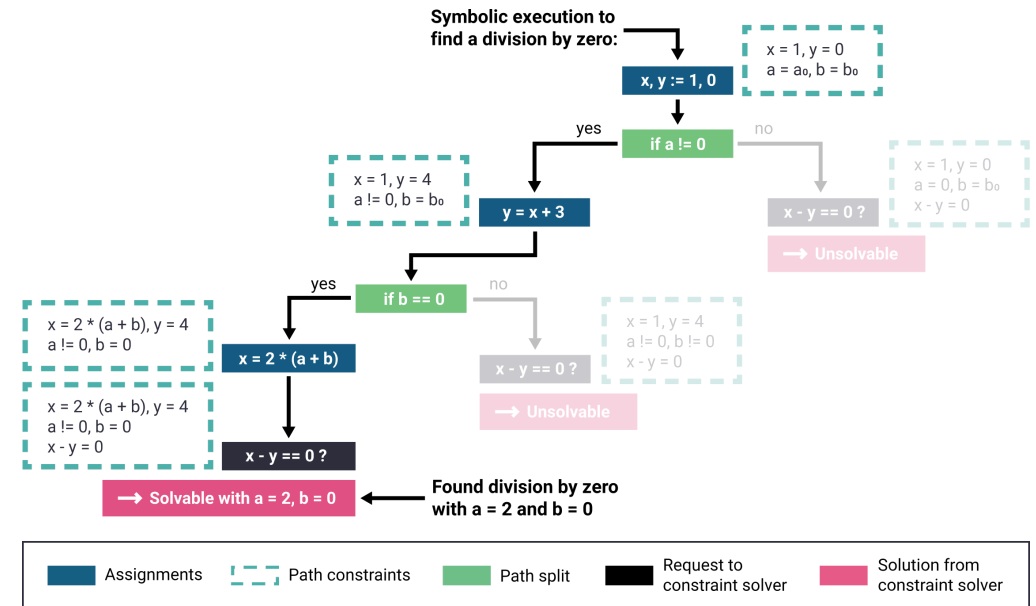 Symbolic execution to
find a division by zero:
x, y := 1, 0
x = 1, y = 0
a = a₀, b = b₀
yes
if a != 0
no
x = 1, y = 4
a != 0, b = b₀
y = x + 3
x - y == 0 ?
x = 1, y = 0
a = 0, b = b₀
x - y = 0
→ Unsolvable
yes
if b == 0
no
x = 2 * (a + b), y = 4
a != 0, b = 0
x = 2 * (a + b)
x - y == 0 ?
x = 1, y = 4
a != 0, b != 0
x - y = 0
→ Unsolvable
x = 2 * (a + b), y = 4
a != 0, b = 0
x - y = 0
x - y == 0 ?
→ Solvable with a = 2, b = 0
Found division by zero
with a = 2 and b = 0
Assignments
Path constraints
Path split
Request to
constraint solver
Solution from
constraint solver